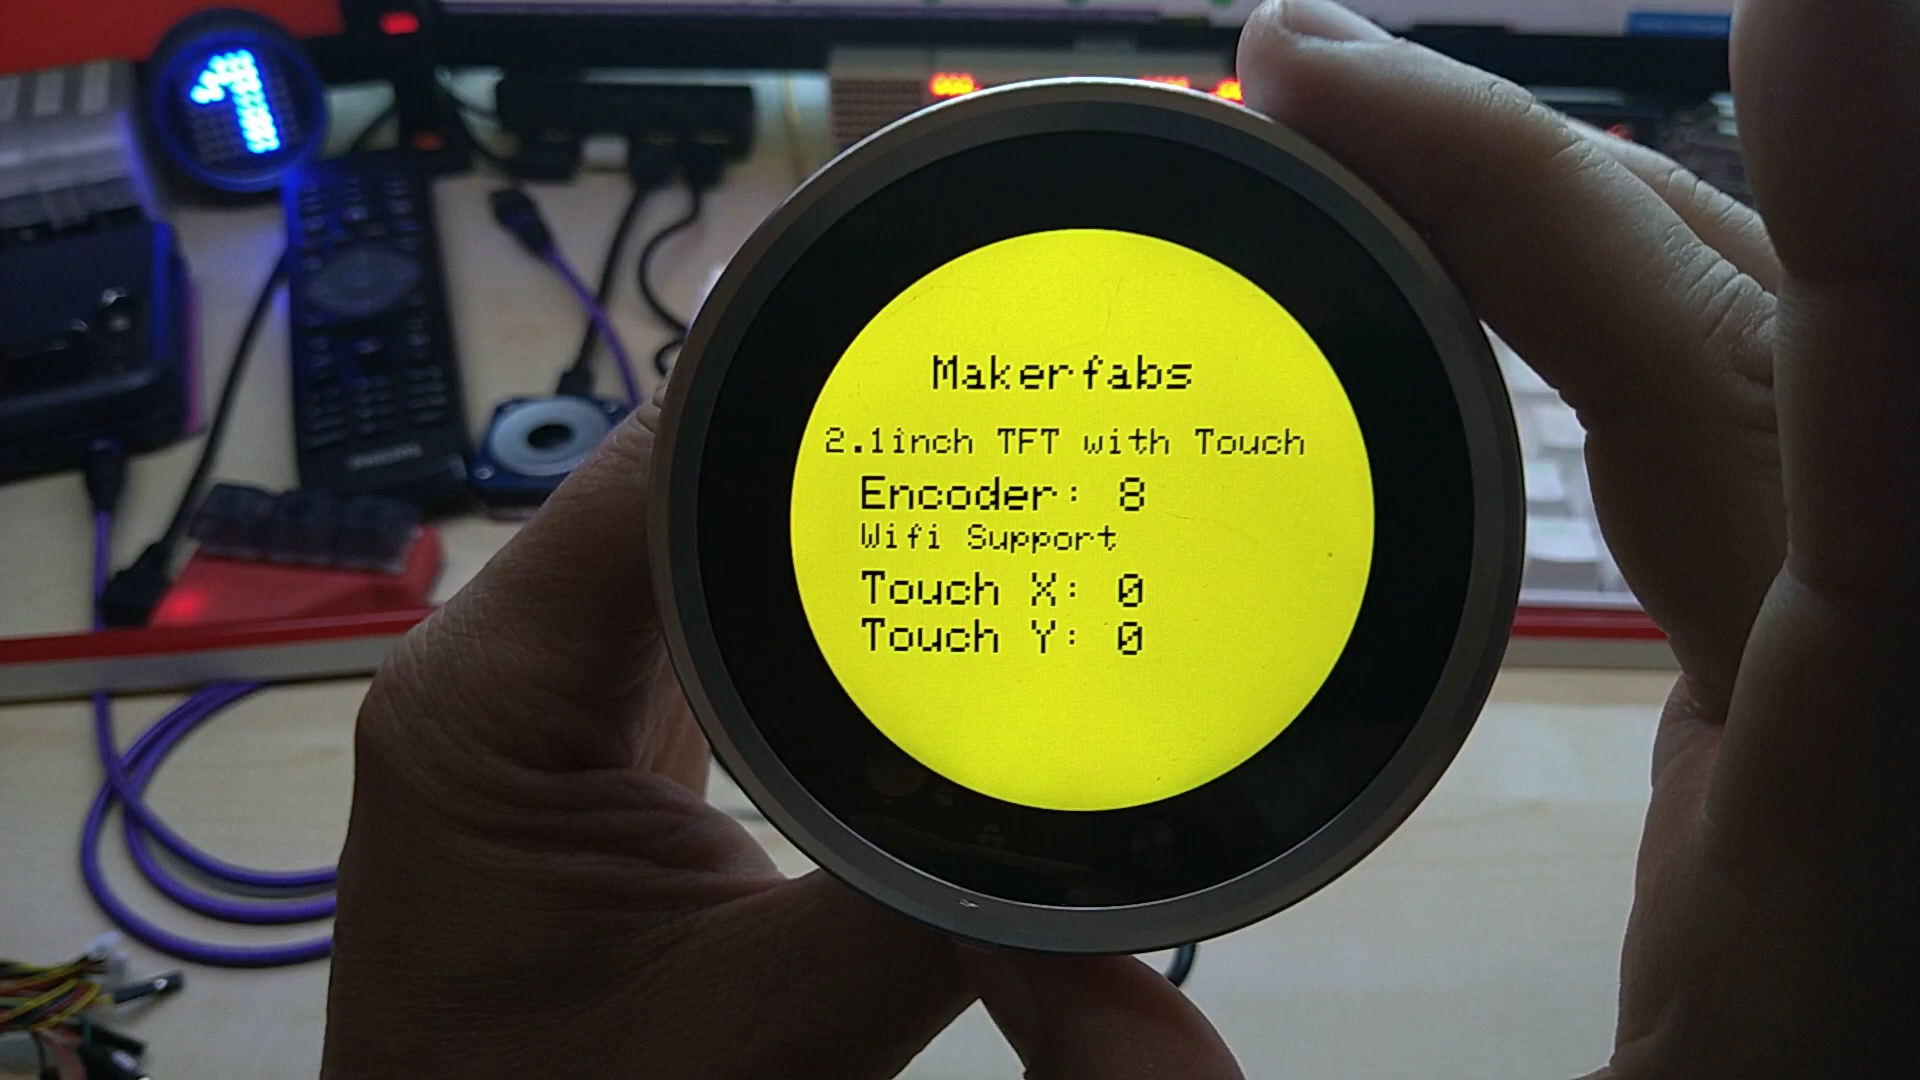 Makerfabs
2.1inch TFT with Touch
Encoder: 8
Wifi Support
Touch X: 0
Touch Y: 0